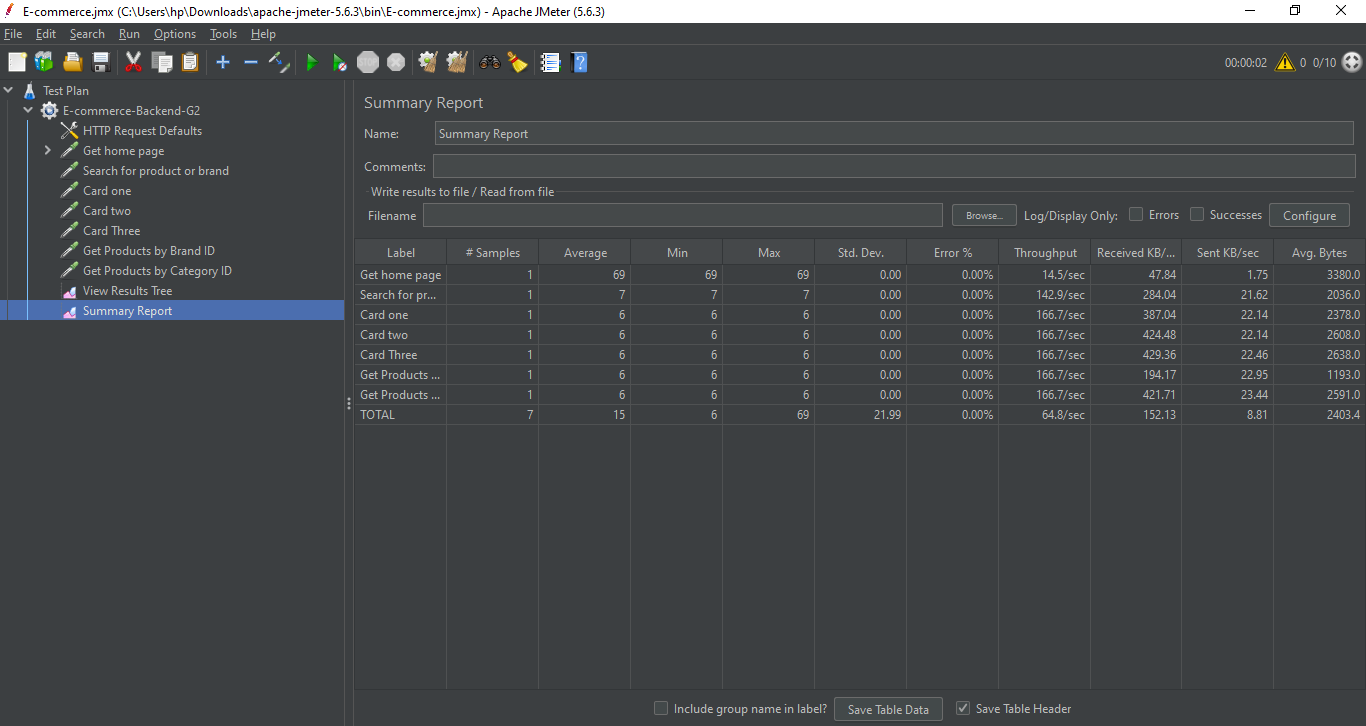 E-commerce.jmx (C:\Users\hp\Downloads\apache-jmeter-5.6.3\bin\E-commerce.jmx) - Apache JMeter (5.6.3)
File Edit Search Run Options Tools Help
STOP 00:00:02 0 0/10
Test Plan
E-commerce-Backend-G2
HTTP Request Defaults
Get home page
Search for product or brand
Card one
Card two
Card Three
Get Products by Brand ID
Get Products by Category ID
View Results Tree
Summary Report
Summary Report
Name: Summary Report
Comments:
Write results to file / Read from file
Filename Browse... Log/Display Only: Errors Successes Configure
Label # Samples Average Min Max Std. Dev. Error % Throughput Received KB/... Sent KB/sec Avg. Bytes
Get home page 1 69 69 69 0.00 0.00% 14.5/sec 47.84 1.75 3380.0
Search for pr... 1 7 7 7 0.00 0.00% 142.9/sec 284.04 21.62 2036.0
Card one 1 6 6 6 0.00 0.00% 166.7/sec 387.04 22.14 2378.0
Card two 1 6 6 6 0.00 0.00% 166.7/sec 424.48 22.14 2608.0
Card Three 1 6 6 6 0.00 0.00% 166.7/sec 429.36 22.46 2638.0
Get Products ... 1 6 6 6 0.00 0.00% 166.7/sec 194.17 22.95 1193.0
Get Products ... 1 6 6 6 0.00 0.00% 166.7/sec 421.71 23.44 2591.0
TOTAL 7 15 6 69 21.99 0.00% 64.8/sec 152.13 8.81 2403.4
Include group name in label? Save Table Data Save Table Header